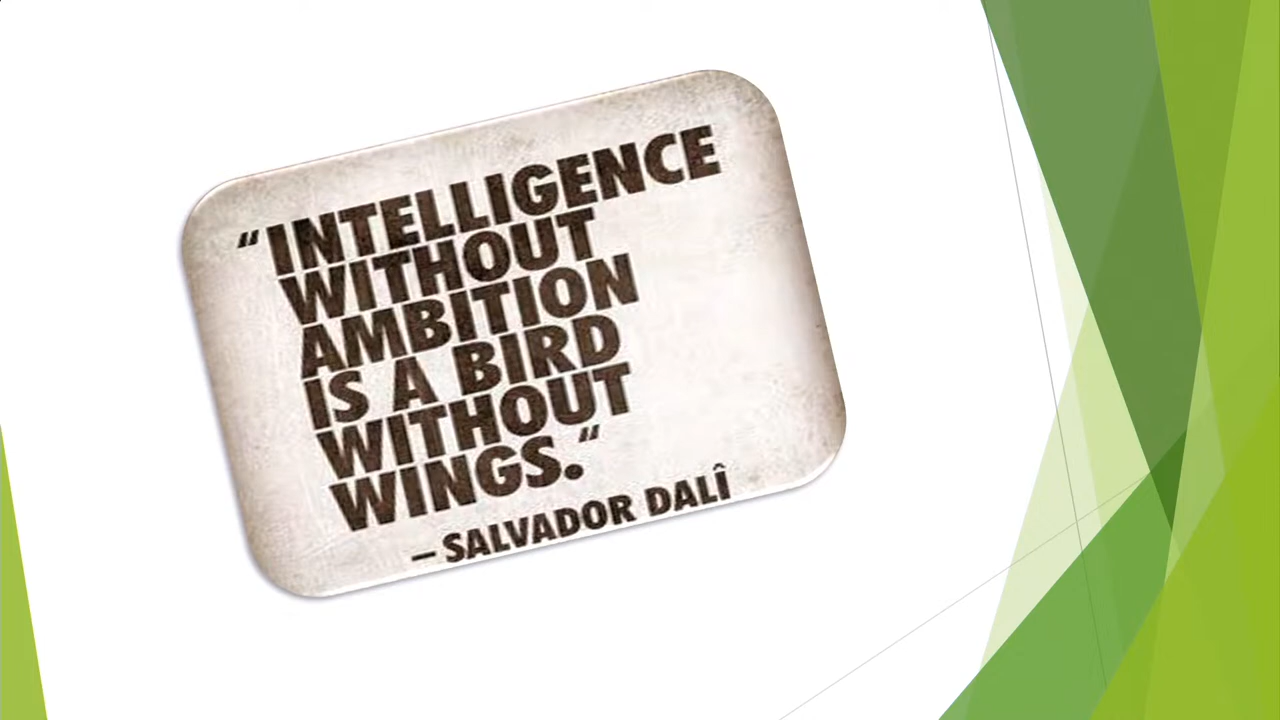 “INTELLIGENCE
WITHOUT
AMBITION
IS A BIRD
WITHOUT
WINGS.“
– SALVADOR DALÎ